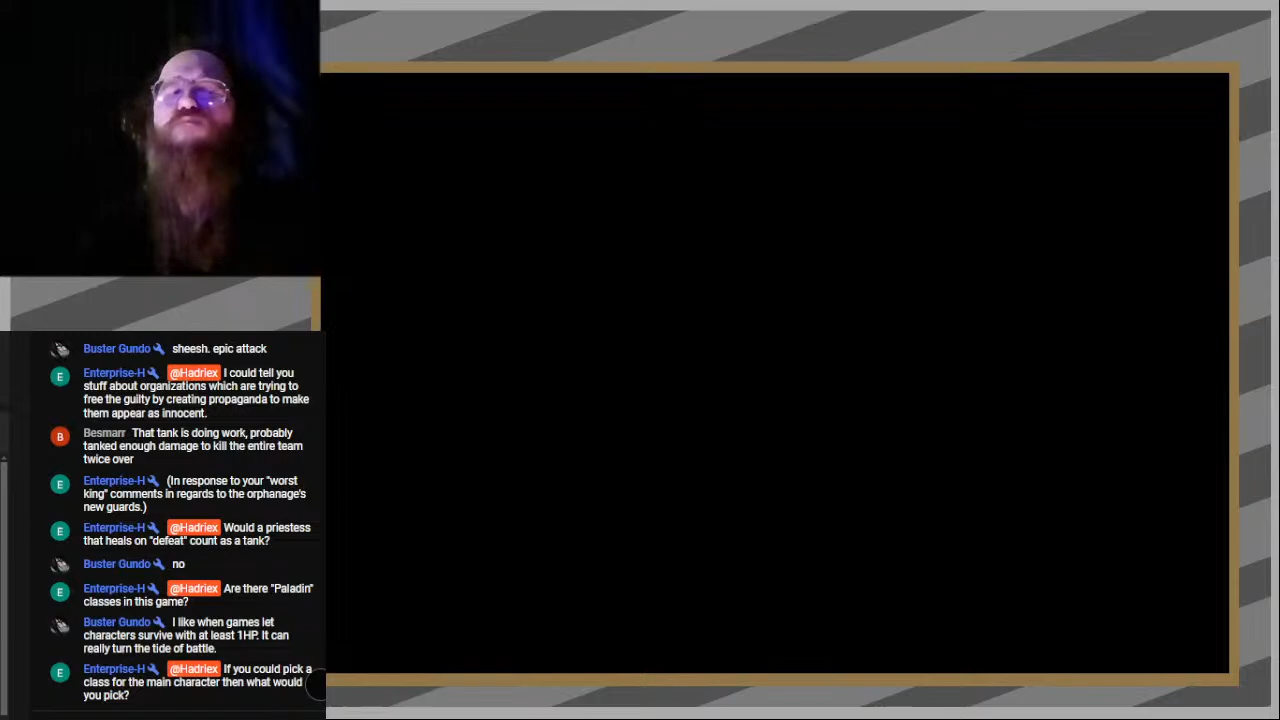 Buster Gundo sheesh. epic attack
E Enterprise-H @Hadriex I could tell you
stuff about organizations which are trying to
free the guilty by creating propaganda to make
them appear as innocent.
B Besmarr That tank is doing work, probably
tanked enough damage to kill the entire team
twice over
E Enterprise-H (In response to your "worst
king" comments in regards to the orphanage's
new guards.)
E Enterprise-H @Hadriex Would a priestess
that heals on "defeat" count as a tank?
Buster Gundo no
E Enterprise-H @Hadriex Are there "Paladin"
classes in this game?
Buster Gundo I like when games let
characters survive with at least 1HP. It can
really turn the tide of battle.
E Enterprise-H @Hadriex If you could pick a
class for the main character then what would
you pick?